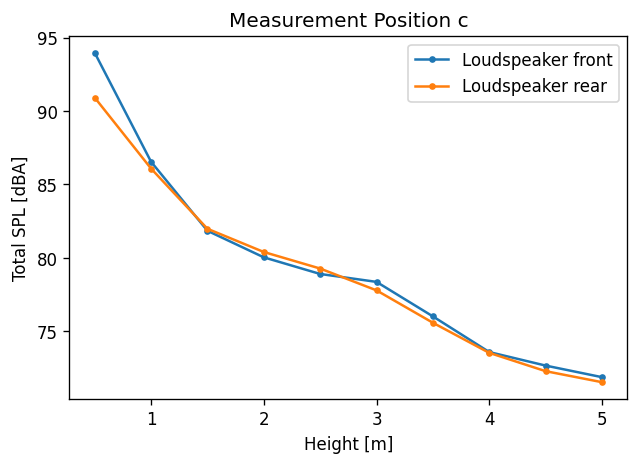 Measurement Position c
Loudspeaker front
Loudspeaker rear
Total SPL [dBA]
95
90
85
80
75
1 2 3 4 5
Height [m]